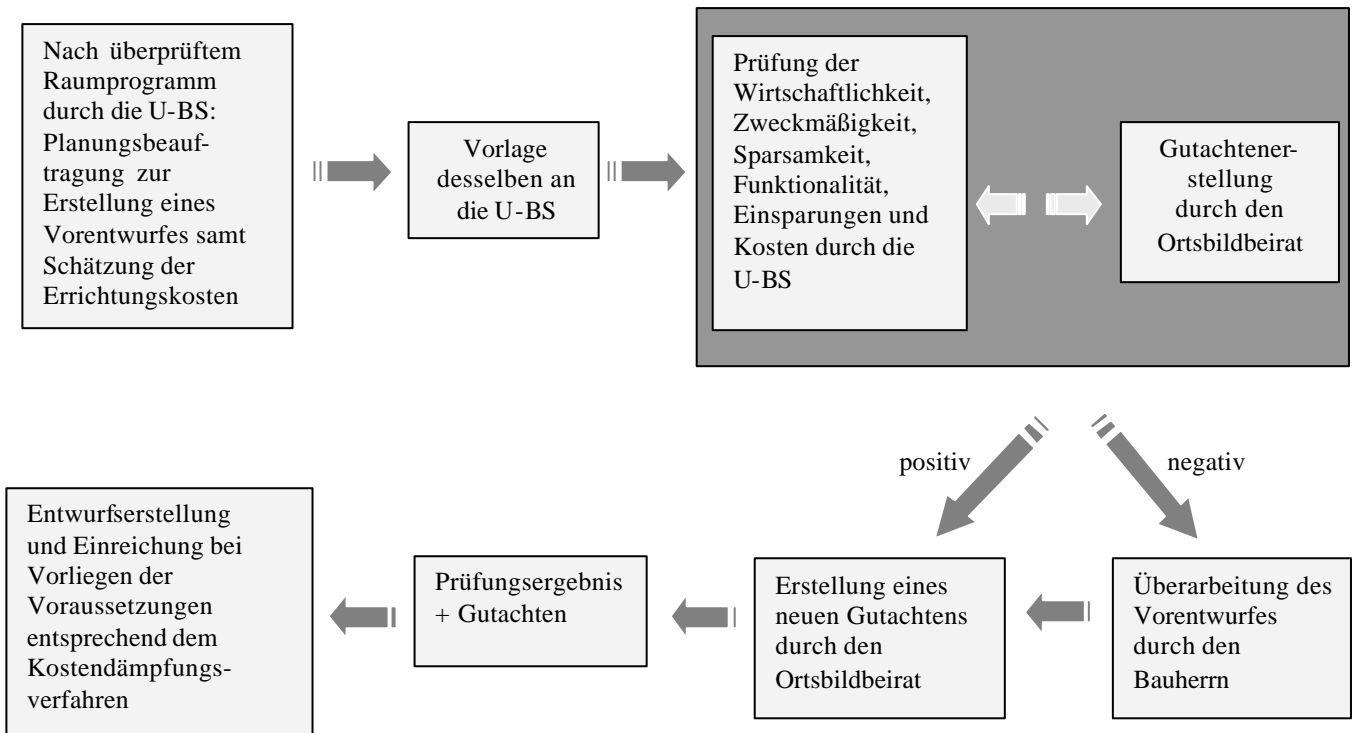 Nach überprüftem
Raumprogramm
durch die U-BS:
Planungsbeauf-
tragung zur
Erstellung eines
Vorentwurfes samt
Schätzung der
Errichtungskosten
Vorlage
desselben an
die U-BS
Prüfung der
Wirtschaftlichkeit,
Zweckmäßigkeit,
Sparsamkeit,
Funktionalität,
Einsparungen und
Kosten durch die
U-BS
Gutachtener-
stellung
durch den
Ortsbildbeirat
positiv
negativ
Entwurfserstellung
und Einreichung bei
Vorliegen der
Voraussetzungen
entsprechend dem
Kostendämpfungs-
verfahren
Prüfungsergebnis
+ Gutachten
Erstellung eines
neuen Gutachtens
durch den
Ortsbildbeirat
Überarbeitung des
Vorentwurfes
durch den
Bauherrn